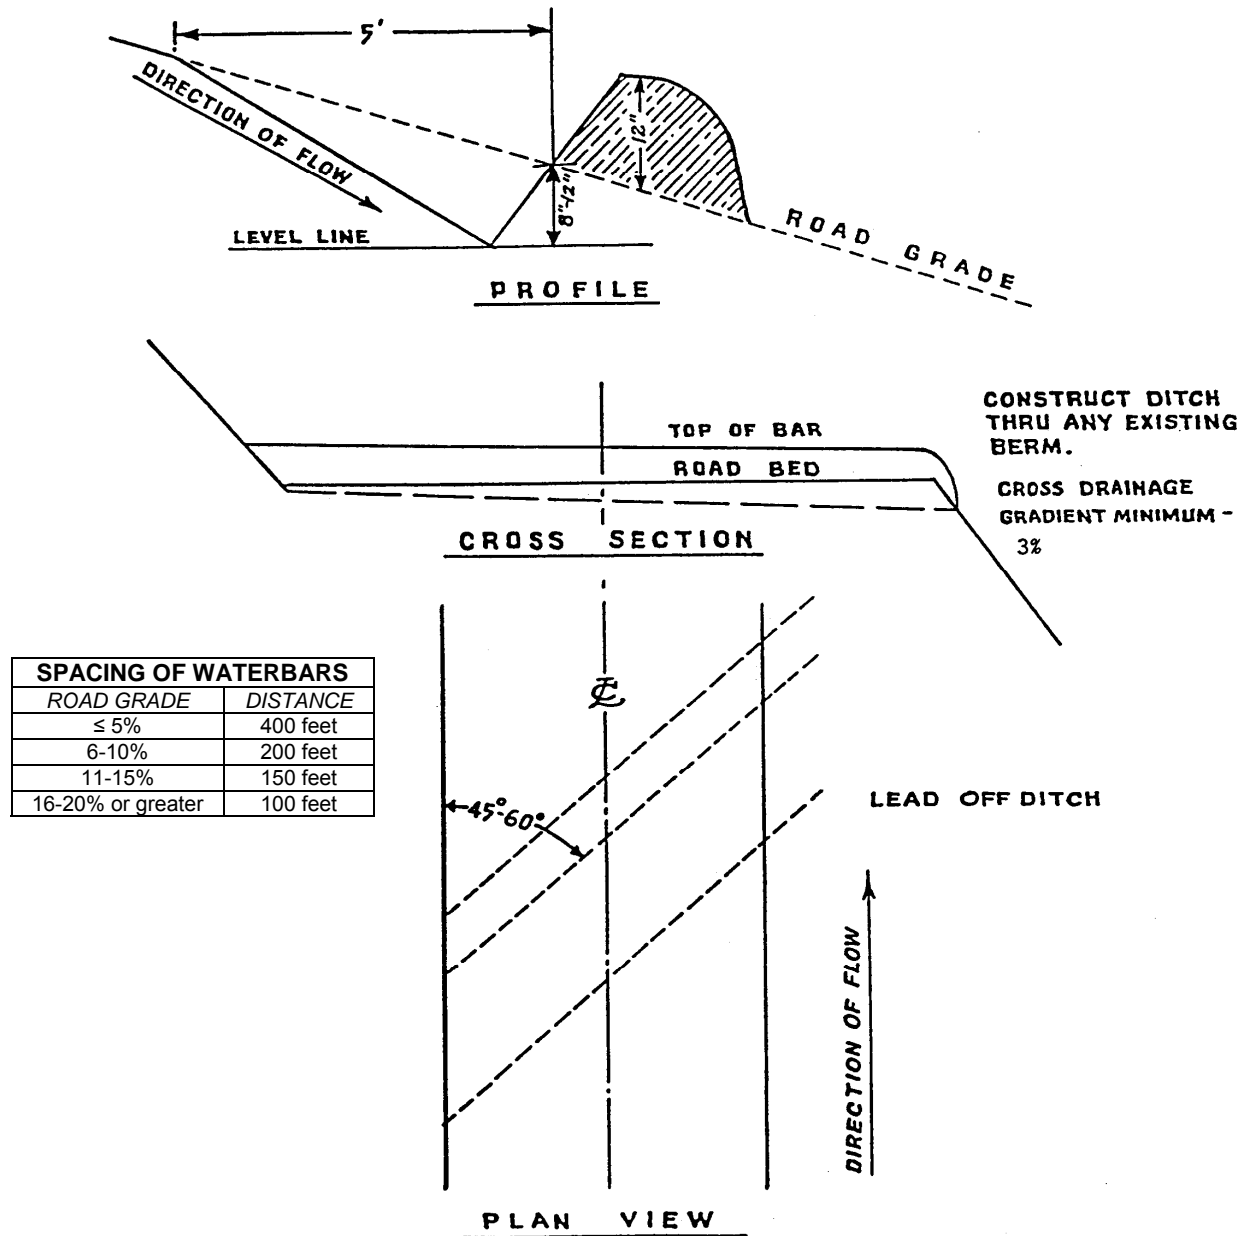 5'
DIRECTION OF FLOW
12"
8"-12"
LEVEL LINE
ROAD GRADE
PROFILE
CONSTRUCT DITCH
THRU ANY EXISTING
BERM.
TOP OF BAR
ROAD BED
CROSS DRAINAGE
GRADIENT MINIMUM -
3%
CROSS SECTION
SPACING OF WATERBARS
ROAD GRADE DISTANCE
≤ 5% 400 feet
6-10% 200 feet
11-15% 150 feet
16-20% or greater 100 feet
℄
45°-60°
LEAD OFF DITCH
DIRECTION OF FLOW
PLAN VIEW